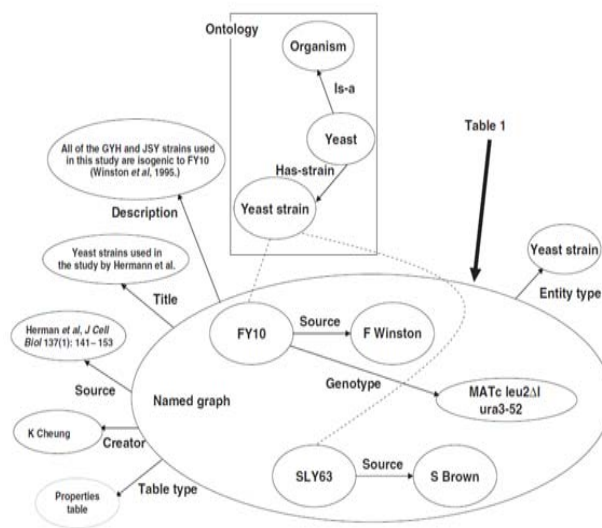 Ontology
Organism
Is-a
Yeast
Has-strain
Yeast strain
Table 1
All of the GYH and JSY strains used
in this study are isogenic to FY10
(Winston et al, 1995.)
Description
Yeast strains used in
the study by Hermann et al.
Title
Yeast strain
Entity type
Herman et al, J Cell
Biol 137(1): 141–153
Source
FY10
Source
F Winston
Genotype
MATc leu2Δl
ura3-52
Named graph
K Cheung
Creator
SLY63
Source
S Brown
Table type
Properties
table